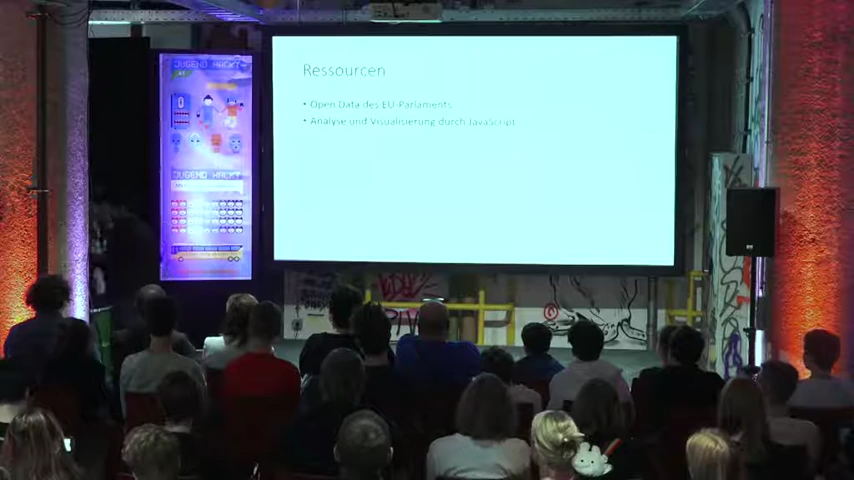 JUGEND HACKT
Ressourcen
• Open Data des EU-Parlaments
• Analyse und Visualisierung durch JavaScript
JUGEND HACKT